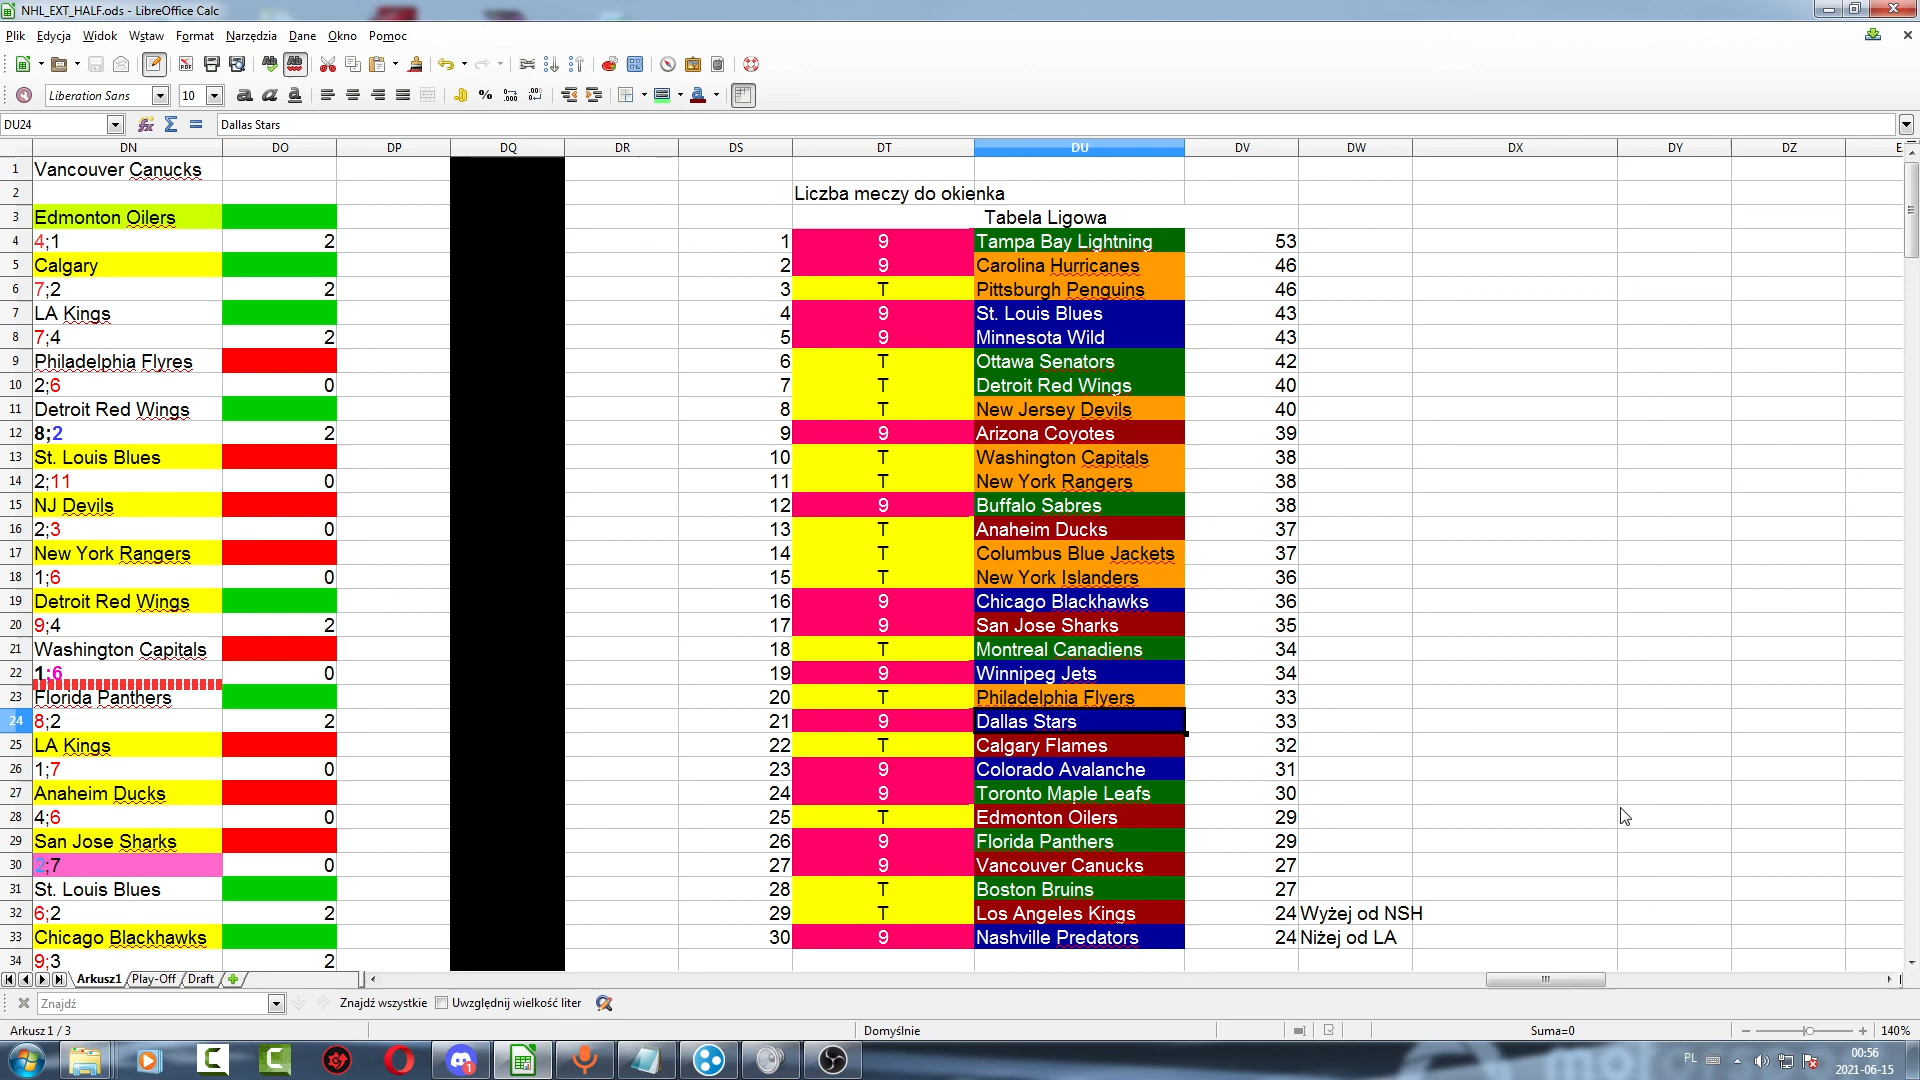 NHL_EXT_HALF.ods - LibreOffice Calc
Plik Edycja Widok Wstaw Format Narzędzia Dane Okno Pomoc
Liberation Sans 10
DU24 Dallas Stars
DN DO DP DQ DR DS DT DU DV DW DX DY DZ E
1 Vancouver Canucks
2 Liczba meczy do okienka
3 Edmonton Oilers Tabela Ligowa
4 4;1 2 1 9 Tampa Bay Lightning 53
5 Calgary 2 9 Carolina Hurricanes 46
6 7;2 2 3 T Pittsburgh Penguins 46
7 LA Kings 4 9 St. Louis Blues 43
8 7;4 2 5 9 Minnesota Wild 43
9 Philadelphia Flyres 6 T Ottawa Senators 42
10 2;6 0 7 T Detroit Red Wings 40
11 Detroit Red Wings 8 T New Jersey Devils 40
12 8;2 2 9 9 Arizona Coyotes 39
13 St. Louis Blues 10 T Washington Capitals 38
14 2;11 0 11 T New York Rangers 38
15 NJ Devils 12 9 Buffalo Sabres 38
16 2;3 0 13 T Anaheim Ducks 37
17 New York Rangers 14 T Columbus Blue Jackets 37
18 1;6 0 15 T New York Islanders 36
19 Detroit Red Wings 16 9 Chicago Blackhawks 36
20 9;4 2 17 9 San Jose Sharks 35
21 Washington Capitals 18 T Montreal Canadiens 34
22 1;6 0 19 9 Winnipeg Jets 34
23 Florida Panthers 20 T Philadelphia Flyers 33
24 8;2 2 21 9 Dallas Stars 33
25 LA Kings 22 T Calgary Flames 32
26 1;7 0 23 9 Colorado Avalanche 31
27 Anaheim Ducks 24 9 Toronto Maple Leafs 30
28 4;6 0 25 T Edmonton Oilers 29
29 San Jose Sharks 26 9 Florida Panthers 29
30 2;7 0 27 9 Vancouver Canucks 27
31 St. Louis Blues 28 T Boston Bruins 27
32 6;2 2 29 T Los Angeles Kings 24 Wyżej od NSH
33 Chicago Blackhawks 30 9 Nashville Predators 24 Niżej od LA
34 9;3 2
Arkusz1 Play-Off Draft
Znajdź Znajdź wszystkie Uwzględnij wielkość liter
Arkusz 1 / 3 Domyślnie Suma=0 140%
PL 00:56
2021-06-15